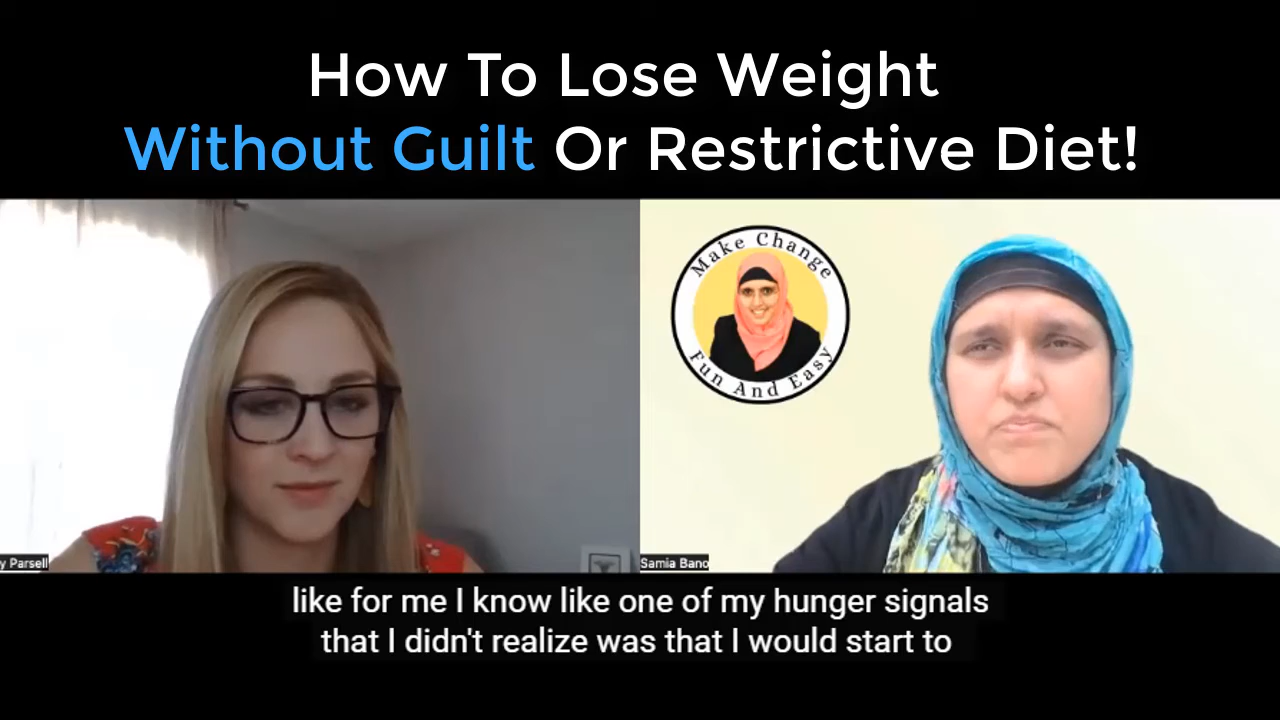 How To Lose Weight
Without Guilt Or Restrictive Diet!
Make Change
Fun And Easy
y Parsell
Samia Bano
like for me I know like one of my hunger signals
that I didn't realize was that I would start to